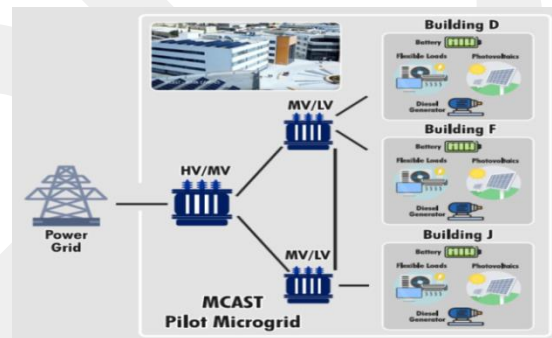 Building D
Battery
Flexible Loads
Photovoltaics
Diesel
Generator
MV/LV
Building F
Battery
Flexible Loads
Photovoltaics
Diesel
Generator
HV/MV
Power
Grid
Building J
Battery
Flexible Loads
Photovoltaics
Diesel
Generator
MV/LV
MCAST
Pilot Microgrid